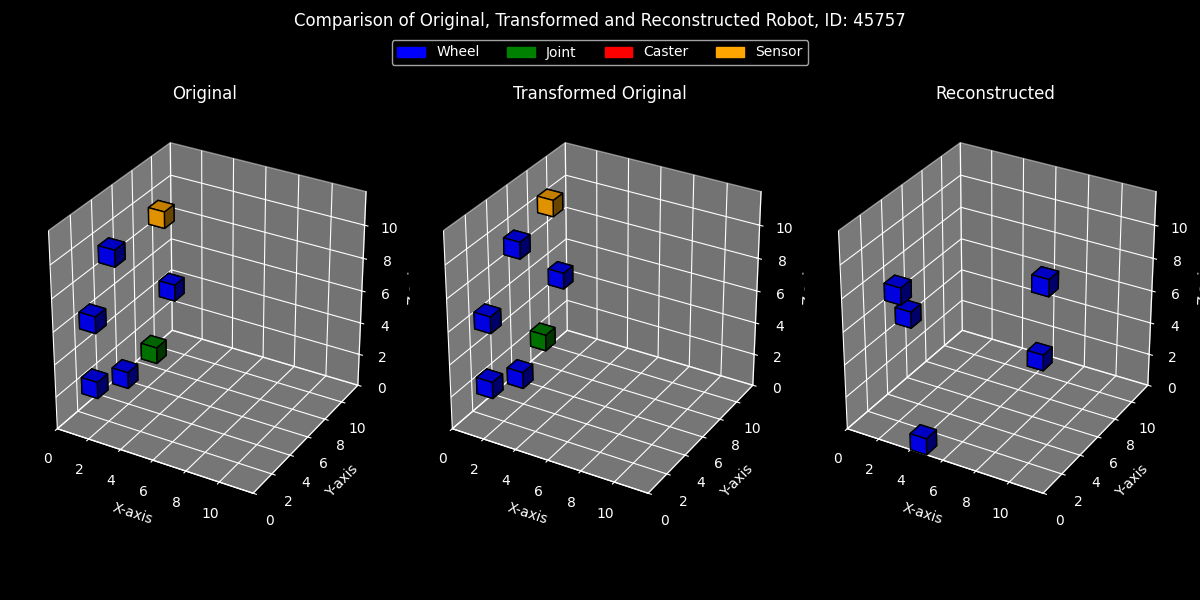 Comparison of Original, Transformed and Reconstructed Robot, ID: 45757
Wheel Joint Caster Sensor
Original
Transformed Original
Reconstructed
0 2 4 6 8 10
X-axis
0 2 4 6 8 10
Y-axis
0 2 4 6 8 10
0 2 4 6 8 10
X-axis
0 2 4 6 8 10
Y-axis
0 2 4 6 8 10
0 2 4 6 8 10
X-axis
0 2 4 6 8 10
Y-axis
0 2 4 6 8 10